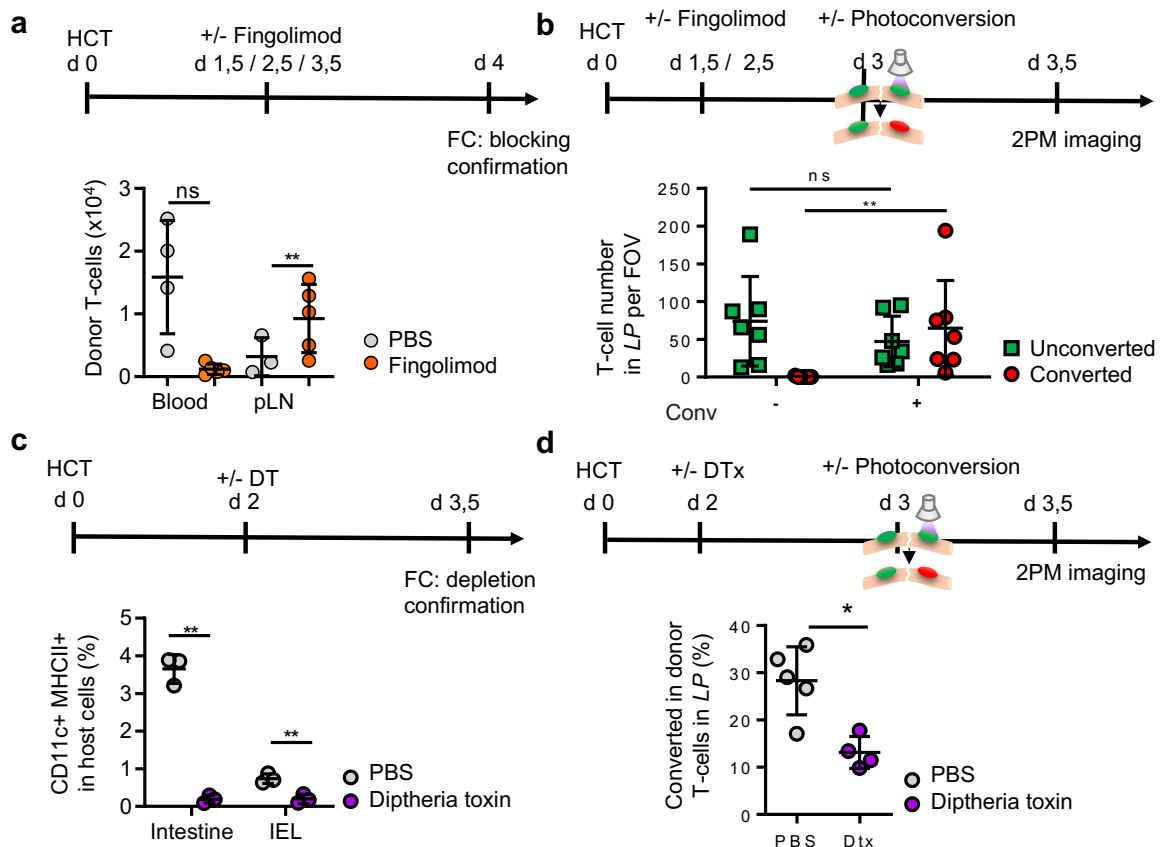 a
HCT
+/- Fingolimod
d 0
d 1,5 / 2,5 / 3,5
d 4
FC: blocking
confirmation
Donor T-cells (x10⁴)
3
2
1
0
ns
**
Blood
pLN
PBS
Fingolimod
b
HCT
+/- Fingolimod
+/- Photoconversion
d 0
d 1,5 / 2,5
d 3
d 3,5
2PM imaging
T-cell number
in LP per FOV
250
200
150
100
50
0
ns
**
Conv
-
+
Unconverted
Converted
c
HCT
+/- DT
d 0
d 2
d 3,5
FC: depletion
confirmation
CD11c+ MHCII+
in host cells (%)
5
4
3
2
1
0
**
**
Intestine
IEL
PBS
Diptheria toxin
d
HCT
+/- DTx
+/- Photoconversion
d 0
d 2
d 3
d 3,5
2PM imaging
Converted in donor
T-cells in LP (%)
40
30
20
10
0
*
PBS
Dtx
PBS
Diptheria toxin